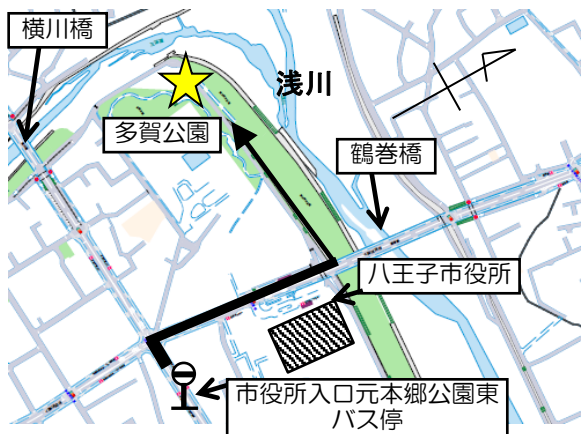 横川橋
浅川
多賀公園
鶴巻橋
八王子市役所
市役所入口元本郷公園東
バス停